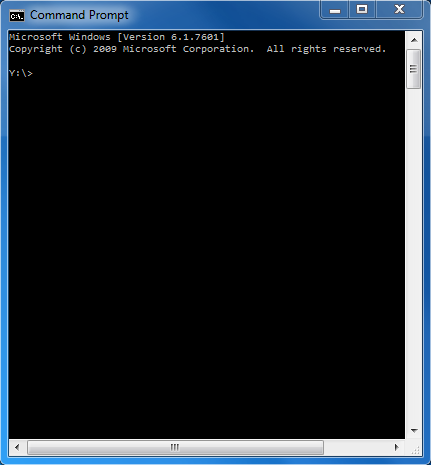 Command Prompt
Microsoft Windows [Version 6.1.7601]
Copyright (c) 2009 Microsoft Corporation.  All rights reserved.
Y:\>